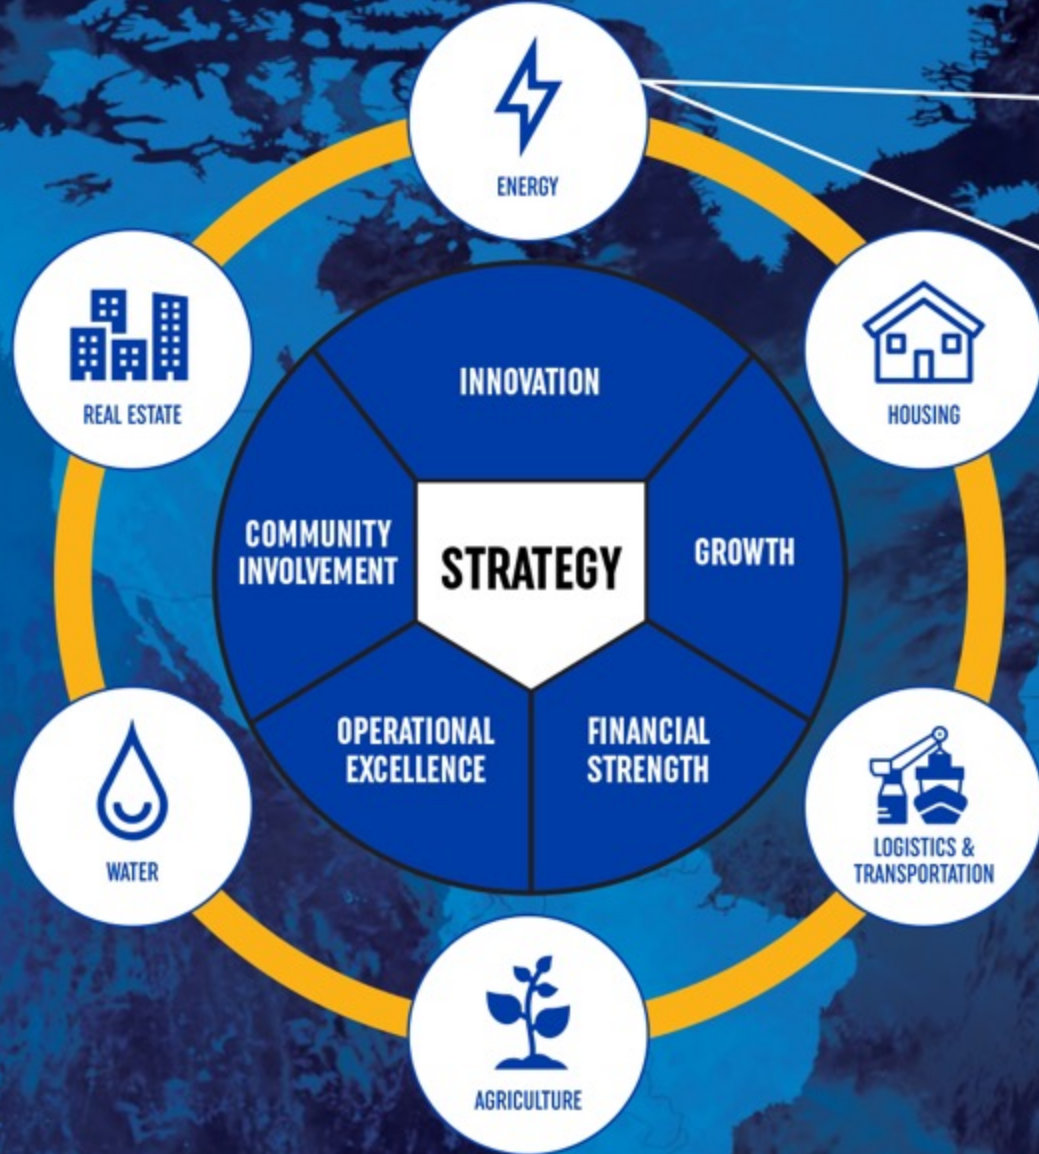 ENERGY
REAL ESTATE
HOUSING
INNOVATION
COMMUNITY
INVOLVEMENT
STRATEGY
GROWTH
OPERATIONAL
EXCELLENCE
FINANCIAL
STRENGTH
WATER
LOGISTICS &
TRANSPORTATION
AGRICULTURE